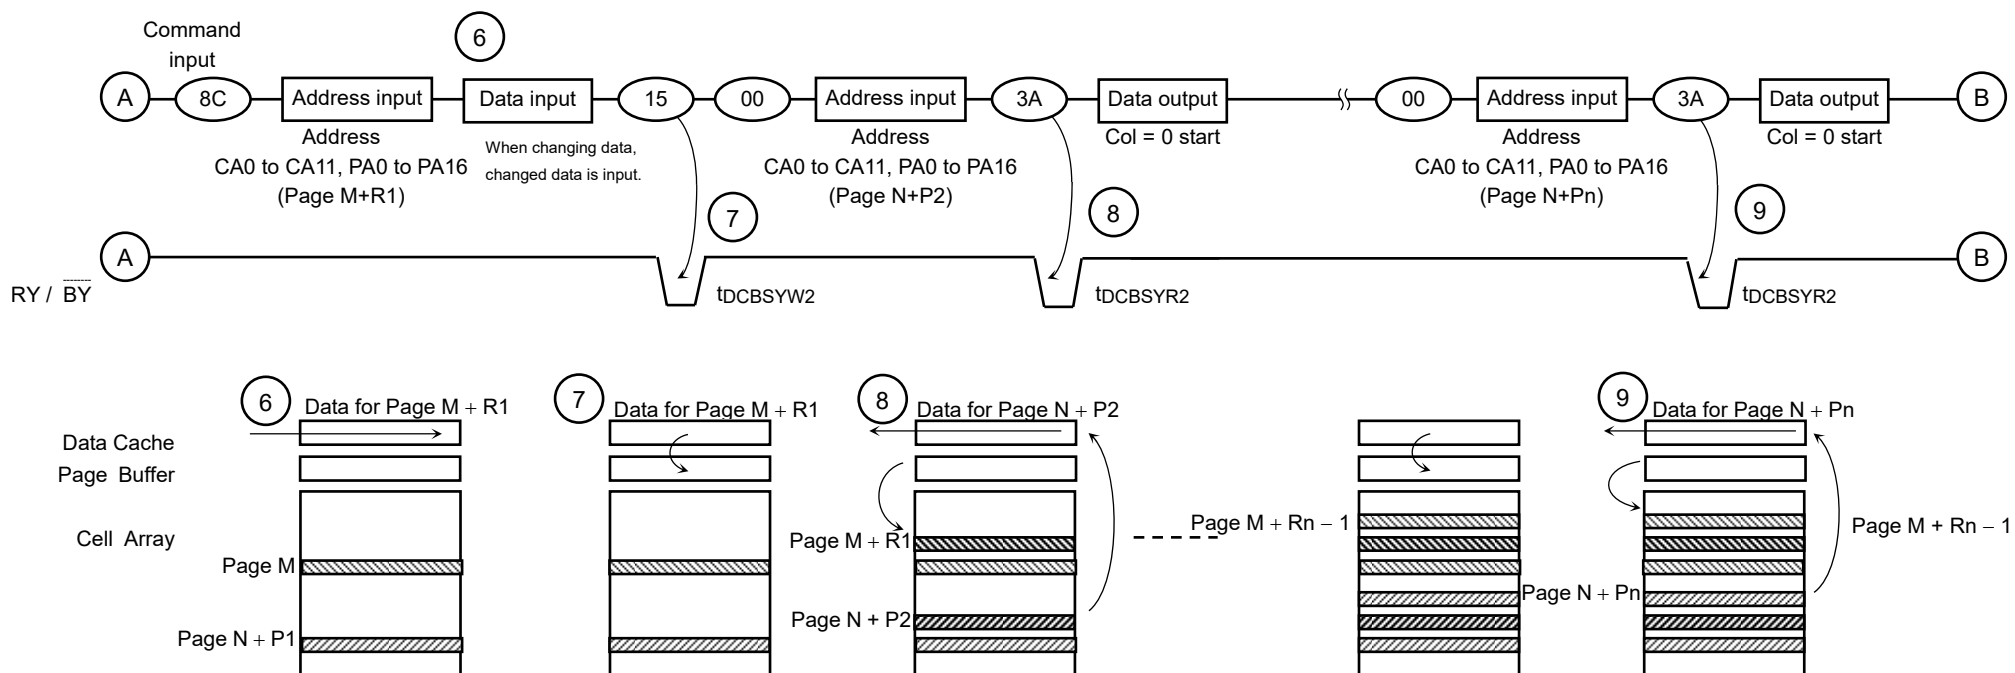 Command
input
6
A 8C Address input Data input 15 00 Address input 3A Data output 00 Address input 3A Data output B
Address
CA0 to CA11, PA0 to PA16
(Page M+R1)
When changing data,
changed data is input.
Address
CA0 to CA11, PA0 to PA16
(Page N+P2)
Col = 0 start
Address
CA0 to CA11, PA0 to PA16
(Page N+Pn)
Col = 0 start
7
8
9
A
B
RY / BY
tDCBSYW2
tDCBSYR2
tDCBSYR2
6 Data for Page M + R1
7 Data for Page M + R1
8 Data for Page N + P2
9 Data for Page N + Pn
Data Cache
Page Buffer
Cell Array
Page M
Page N + P1
Page M + R1
Page N + P2
Page M + Rn − 1
Page N + Pn
Page M + Rn − 1